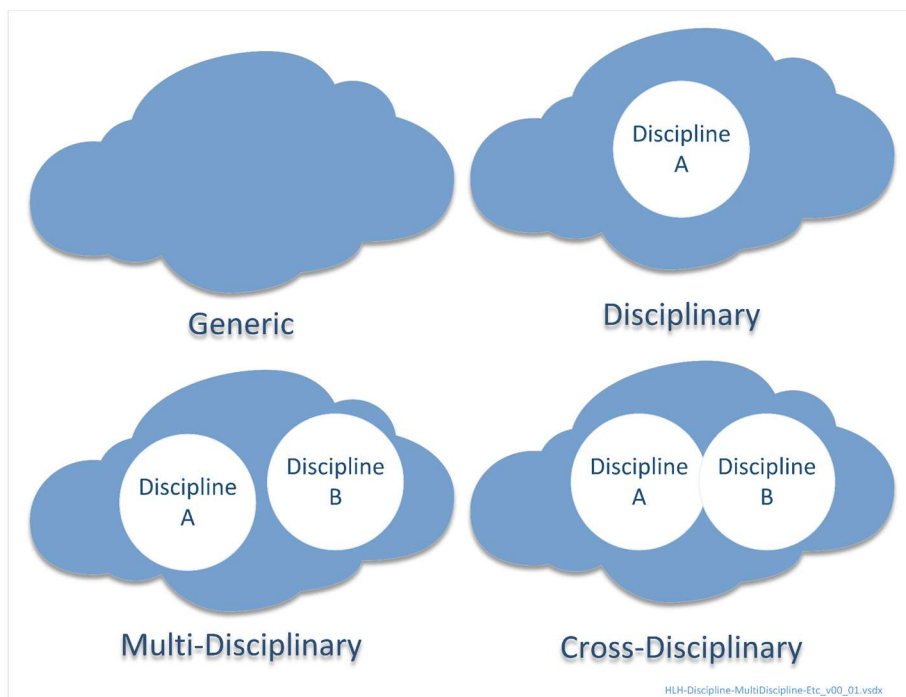 Discipline
A
Generic
Disciplinary
Discipline
A
Discipline
B
Discipline
A
Discipline
B
Multi-Disciplinary
Cross-Disciplinary
HLH-Discipline-MultiDiscipline-Etc_v00_01.vsdx